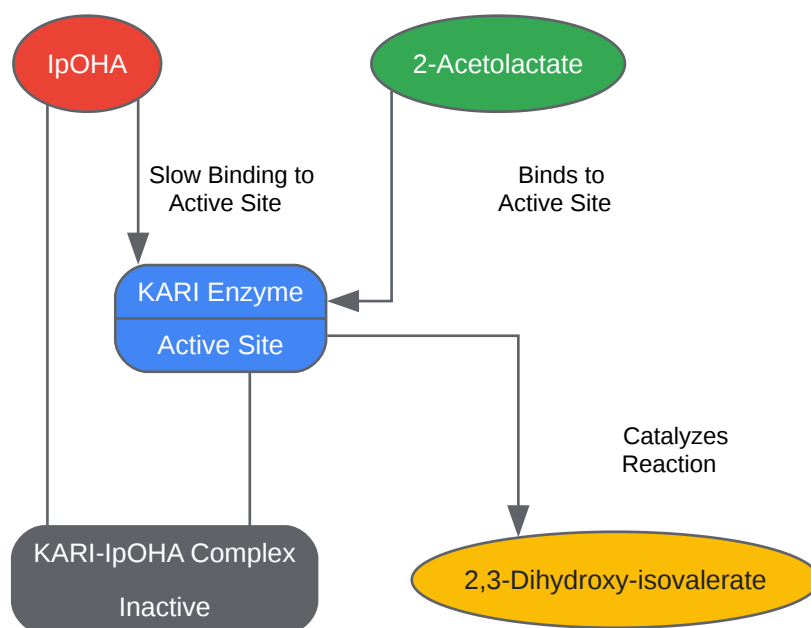 IpOHA
2-Acetolactate
Slow Binding to
Active Site
Binds to
Active Site
KARI Enzyme
Active Site
Catalyzes
Reaction
KARI-IpOHA Complex
Inactive
2,3-Dihydroxy-isovalerate